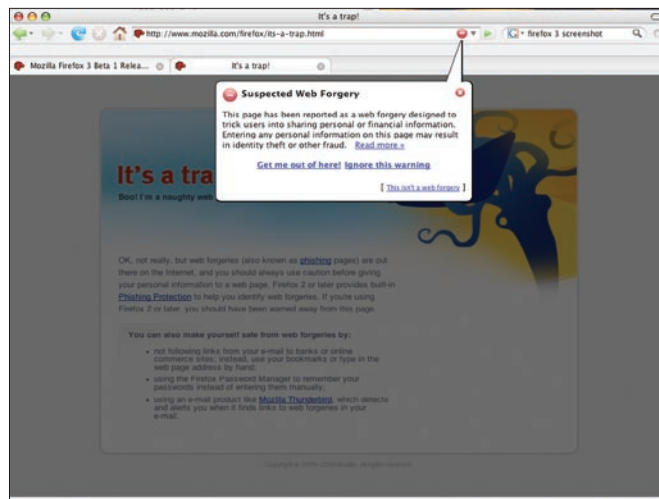 It's a trap!
http://www.mozilla.com/firefox/its-a-trap.html
firefox 3 screenshot
Mozilla Firefox 3 Beta 1 Relea...
It's a trap!
Suspected Web Forgery
This page has been reported as a web forgery designed to
trick users into sharing personal or financial information.
Entering any personal information on this page may result
in identity theft or other fraud. Read more »
Get me out of here! Ignore this warning
[ This isn't a web forgery ]
It's a tra
Boo! I'm a naughty web
OK, not really, but web forgeries (also known as phishing pages) are out
there on the Internet, and you should always use caution before giving
your personal information to a web page. Firefox 2 or later provides built-in
Phishing Protection to help you identify web forgeries. If you're using
Firefox 2 or later, you should have been warned away from this page.
You can also make yourself safe from web forgeries by:
• not following links from your e-mail to banks or online
commerce sites; instead, use your bookmarks or type in the
web page address by hand;
• using the Firefox Password Manager to remember your
passwords instead of entering them manually;
• using an e-mail product like Mozilla Thunderbird, which detects
and alerts you when it finds links to web forgeries in your
e-mail.